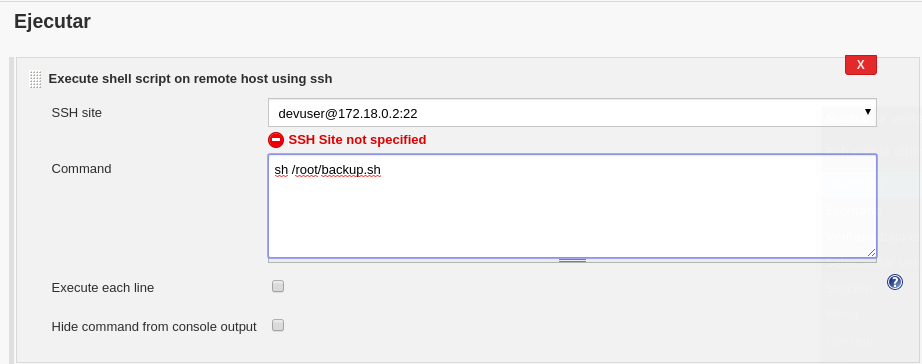 Ejecutar
X
Execute shell script on remote host using ssh
SSH site
devuser@172.18.0.2:22
SSH Site not specified
Command
sh /root/backup.sh
Execute each line
?
Hide command from console output